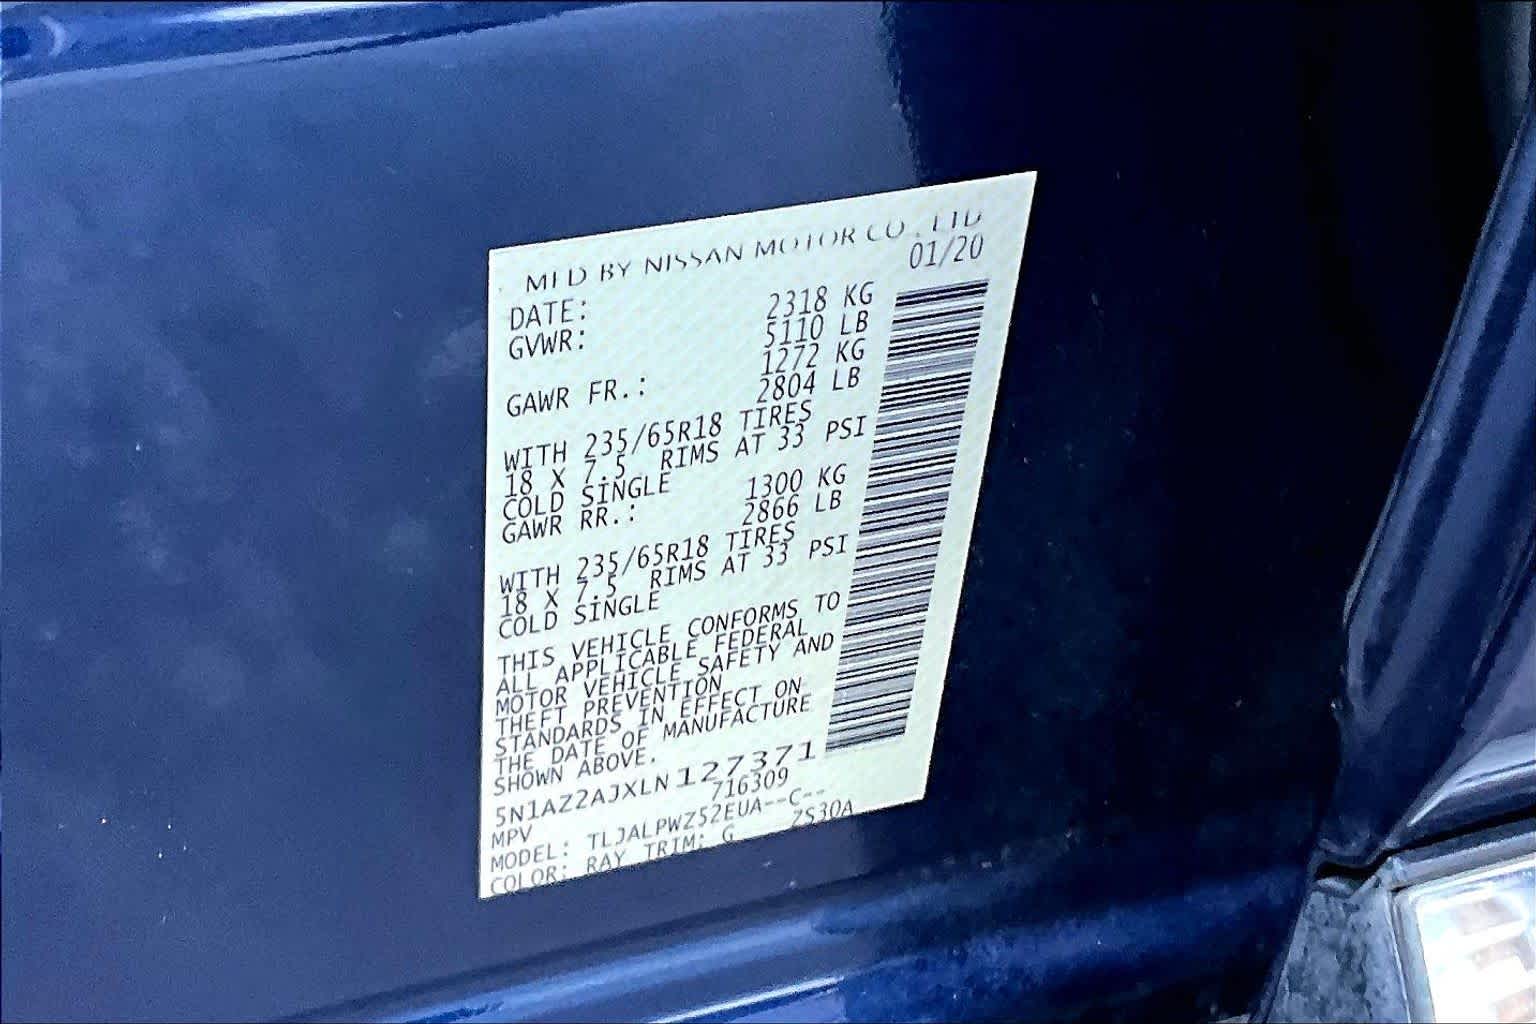 MFD BY NISSAN MOTOR CO., LTD
DATE: 01/20
GVWR: 2318 KG
5110 LB
GAWR FR.: 1272 KG
2804 LB
WITH 235/65R18 TIRES
18 X 7.5 RIMS AT 33 PSI
COLD SINGLE
GAWR RR.: 1300 KG
2866 LB
WITH 235/65R18 TIRES
18 X 7.5 RIMS AT 33 PSI
COLD SINGLE
THIS VEHICLE CONFORMS TO
ALL APPLICABLE FEDERAL
MOTOR VEHICLE SAFETY AND
THEFT PREVENTION
STANDARDS IN EFFECT ON
THE DATE OF MANUFACTURE
SHOWN ABOVE.
5N1AZ2AJXLN127371
MPV 716309
MODEL: TLJALPWZ52EUA--C--
COLOR: RAY TRIM: G ZS30A